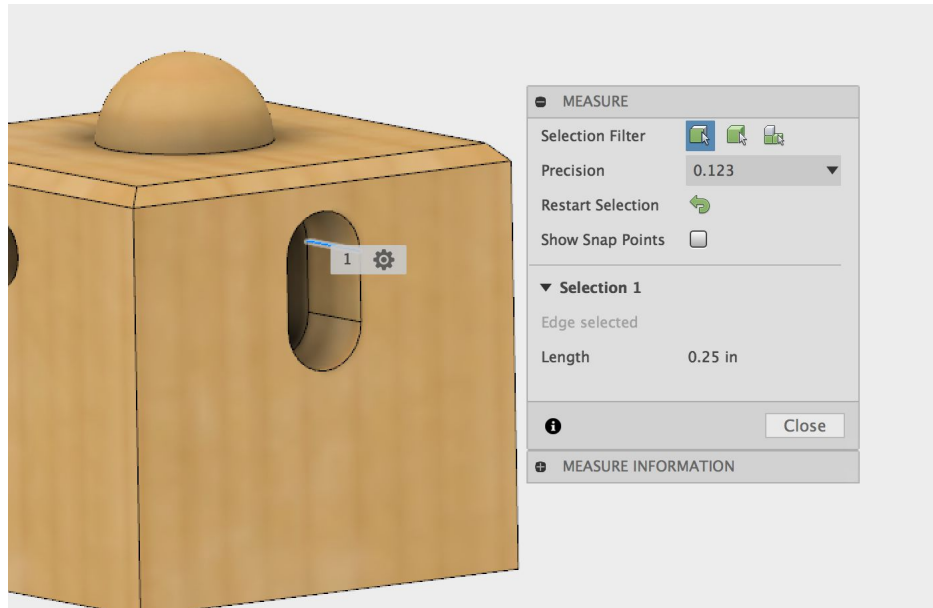 MEASURE
Selection Filter
Precision 0.123
Restart Selection
Show Snap Points
1
Selection 1
Edge selected
Length 0.25 in
Close
MEASURE INFORMATION